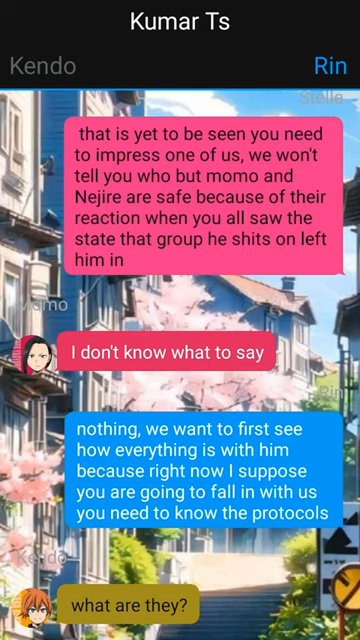 Kumar Ts
Kendo
Rin
Stella
that is yet to be seen you need
to impress one of us, we won't
tell you who but momo and
Nejire are safe because of their
reaction when you all saw the
state that group he shits on left
him in
Momo
I don't know what to say
Rin
nothing, we want to first see
how everything is with him
because right now I suppose
you are going to fall in with us
you need to know the protocols
Kendo
what are they?